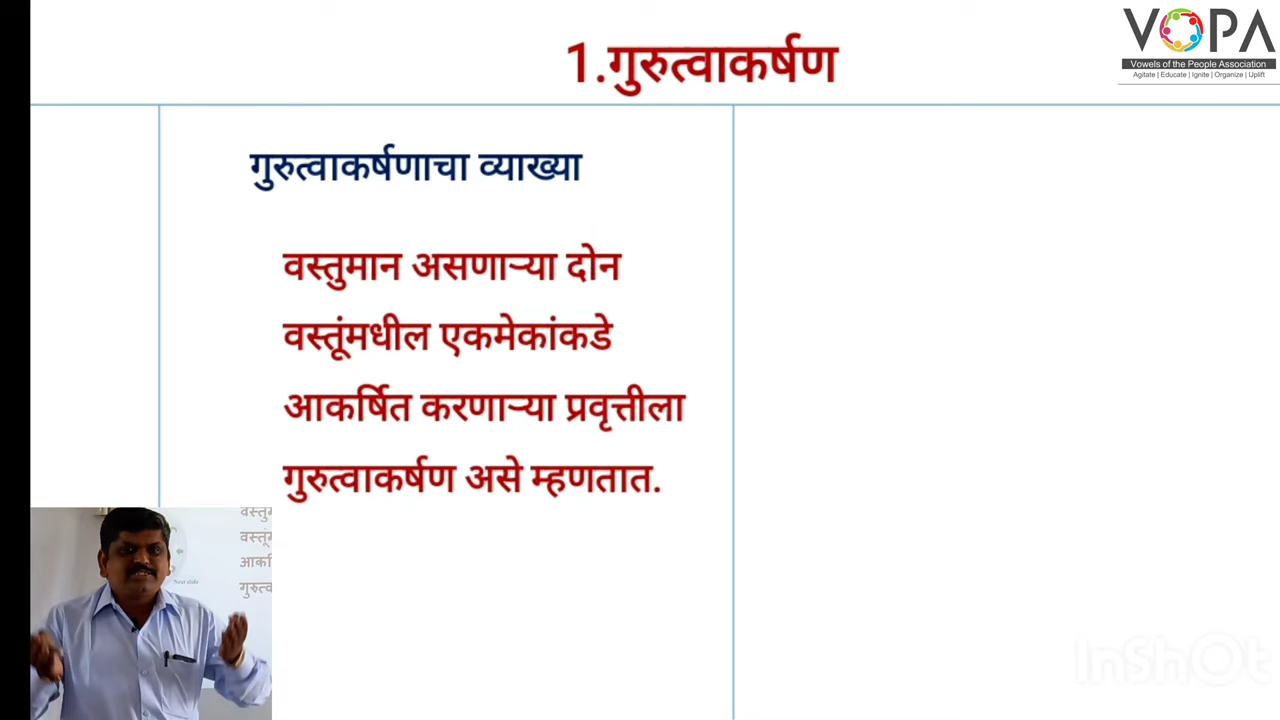 1.गुरुत्वाकर्षण
VOPA
Vowels of the People Association
Agitate | Educate | Ignite | Organize | Uplift
गुरुत्वाकर्षणाचा व्याख्या
वस्तुमान असणाऱ्या दोन
वस्तूंमधील एकमेकांकडे
आकर्षित करणाऱ्या प्रवृत्तीला
गुरुत्वाकर्षण असे म्हणतात.
InShOt